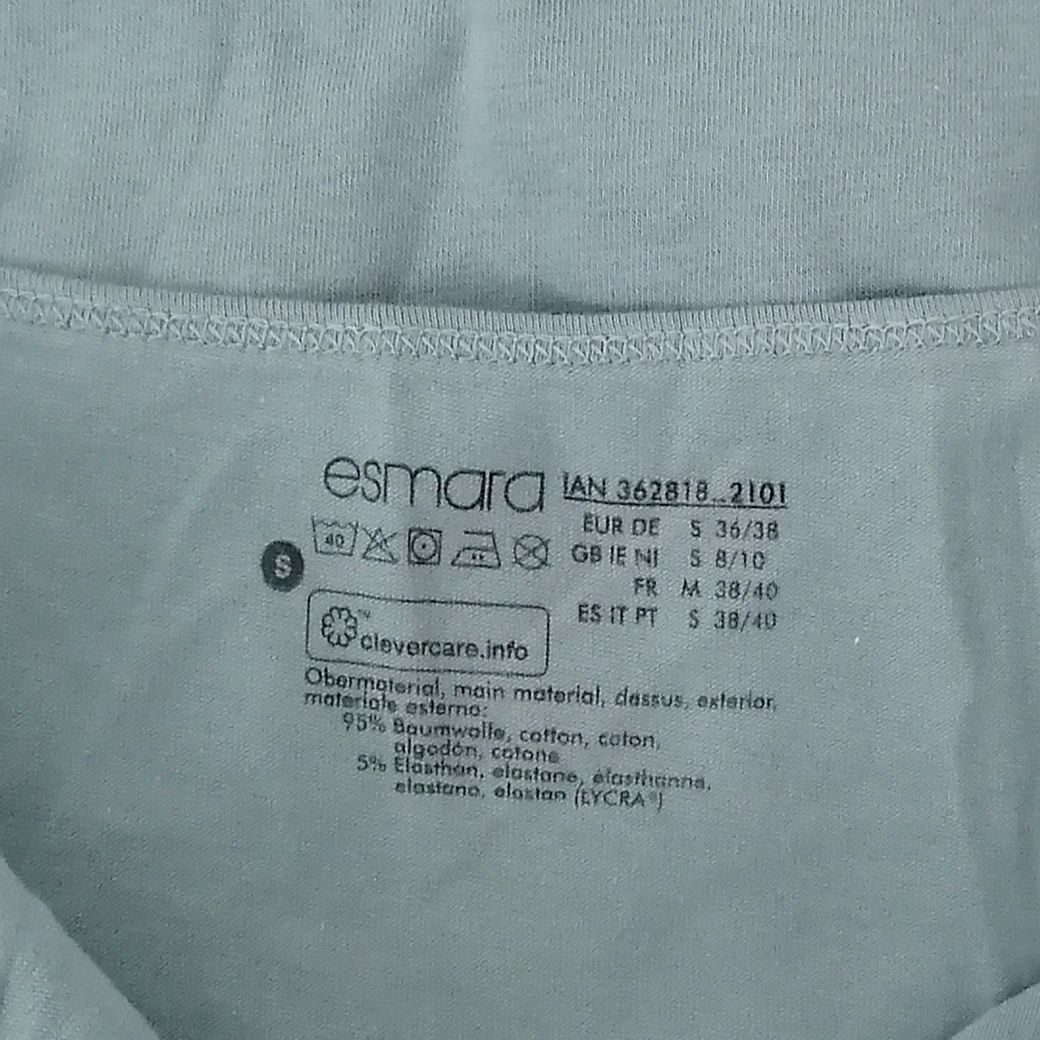 esmara
IAN 362818_2101
EUR DE S 36/38
GB IE NI S 8/10
FR M 38/40
ES IT PT S 38/40
40
S
™clevercare.info
Obermaterial, main material, dessus, exterior,
materiale esterno:
95% Baumwolle, cotton, coton,
algodón, cotone
5% Elasthan, elastane, élasthanne,
elastano, elastan (LYCRA®)